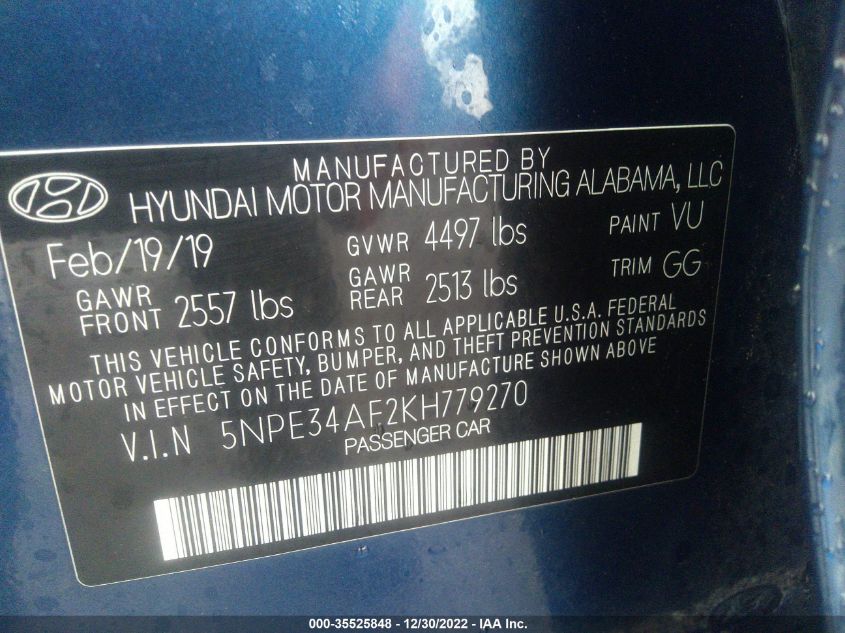 MANUFACTURED BY
HYUNDAI MOTOR MANUFACTURING ALABAMA, LLC
Feb/19/19 GVWR 4497 lbs PAINT VU
GAWR FRONT 2557 lbs GAWR REAR 2513 lbs TRIM GG
THIS VEHICLE CONFORMS TO ALL APPLICABLE U.S.A. FEDERAL
MOTOR VEHICLE SAFETY, BUMPER, AND THEFT PREVENTION STANDARDS
IN EFFECT ON THE DATE OF MANUFACTURE SHOWN ABOVE
V.I.N 5NPE34AF2KH779270
PASSENGER CAR
000-35525848 - 12/30/2022 - IAA Inc.